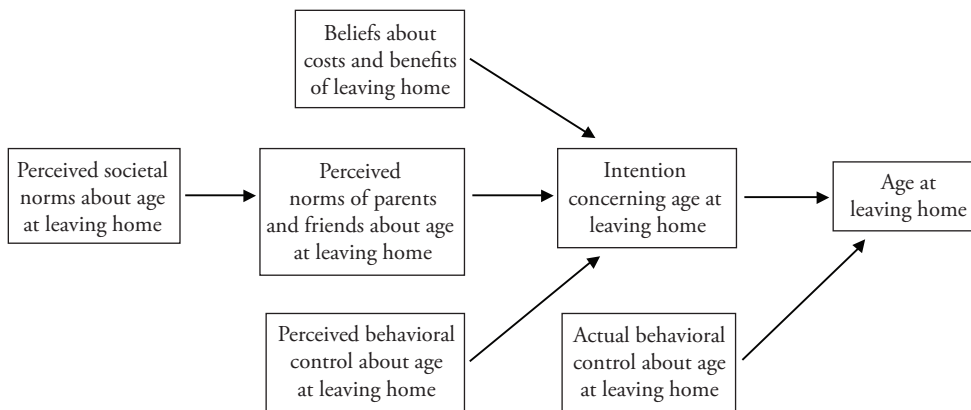 Beliefs about
costs and benefits
of leaving home
Perceived societal
norms about age
at leaving home
Perceived
norms of parents
and friends about age
at leaving home
Intention
concerning age at
leaving home
Age at
leaving home
Perceived behavioral
control about age
at leaving home
Actual behavioral
control about age
at leaving home